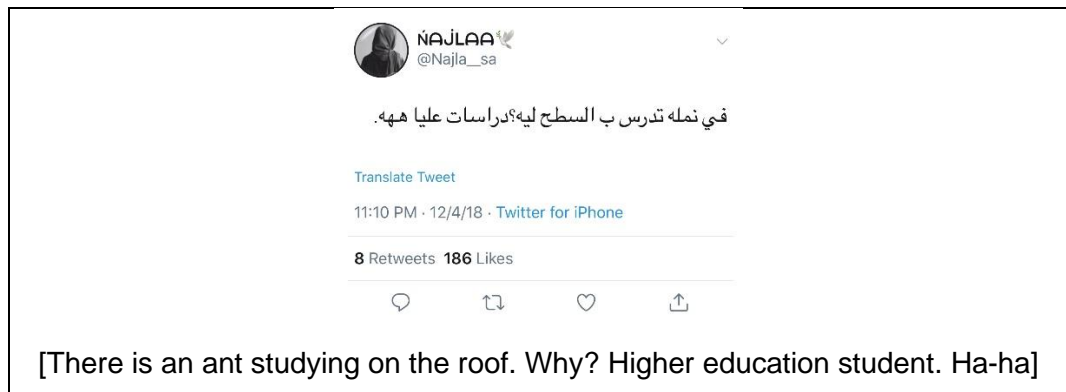 ŃAJLAA🕊
@Najla__sa
في نمله تدرس ب السطح ليه؟دراسات عليا ههه.
Translate Tweet
11:10 PM · 12/4/18 · Twitter for iPhone
8 Retweets 186 Likes
[There is an ant studying on the roof. Why? Higher education student. Ha-ha]